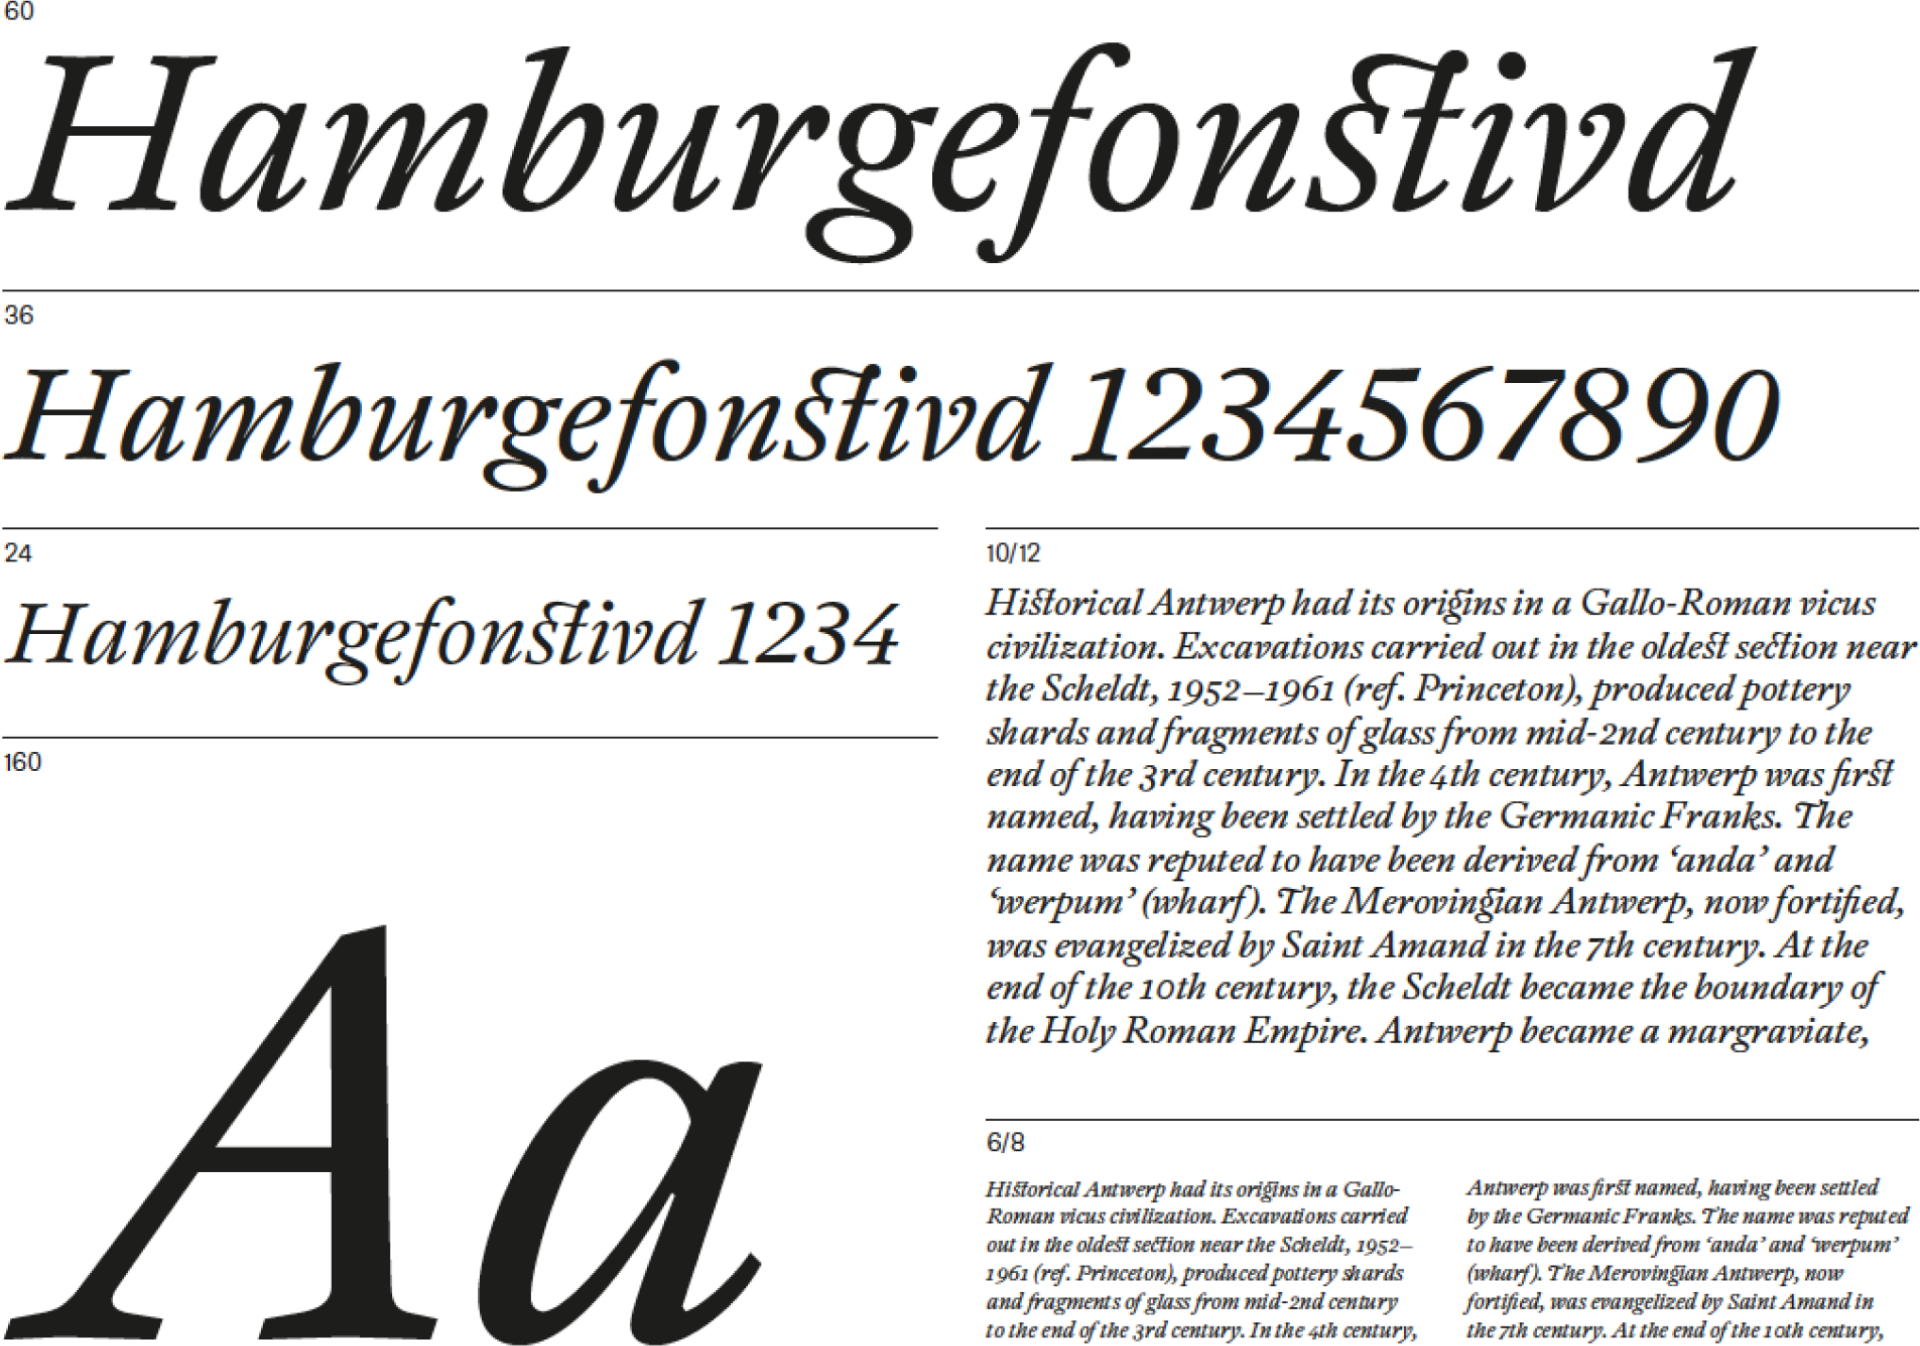 60
Hamburgefonstivd
36
Hamburgefonstivd 1234567890
24
Hamburgefonstivd 1234
160
Aa
10/12
Historical Antwerp had its origins in a Gallo-Roman vicus
civilization. Excavations carried out in the oldest section near
the Scheldt, 1952–1961 (ref. Princeton), produced pottery
shards and fragments of glass from mid-2nd century to the
end of the 3rd century. In the 4th century, Antwerp was first
named, having been settled by the Germanic Franks. The
name was reputed to have been derived from ‘anda’ and
‘werpum’ (wharf). The Merovingian Antwerp, now fortified,
was evangelized by Saint Amand in the 7th century. At the
end of the 10th century, the Scheldt became the boundary of
the Holy Roman Empire. Antwerp became a margraviate,
6/8
Historical Antwerp had its origins in a Gallo-
Roman vicus civilization. Excavations carried
out in the oldest section near the Scheldt, 1952–
1961 (ref. Princeton), produced pottery shards
and fragments of glass from mid-2nd century
to the end of the 3rd century. In the 4th century,
Antwerp was first named, having been settled
by the Germanic Franks. The name was reputed
to have been derived from ‘anda’ and ‘werpum’
(wharf). The Merovingian Antwerp, now
fortified, was evangelized by Saint Amand in
the 7th century. At the end of the 10th century,